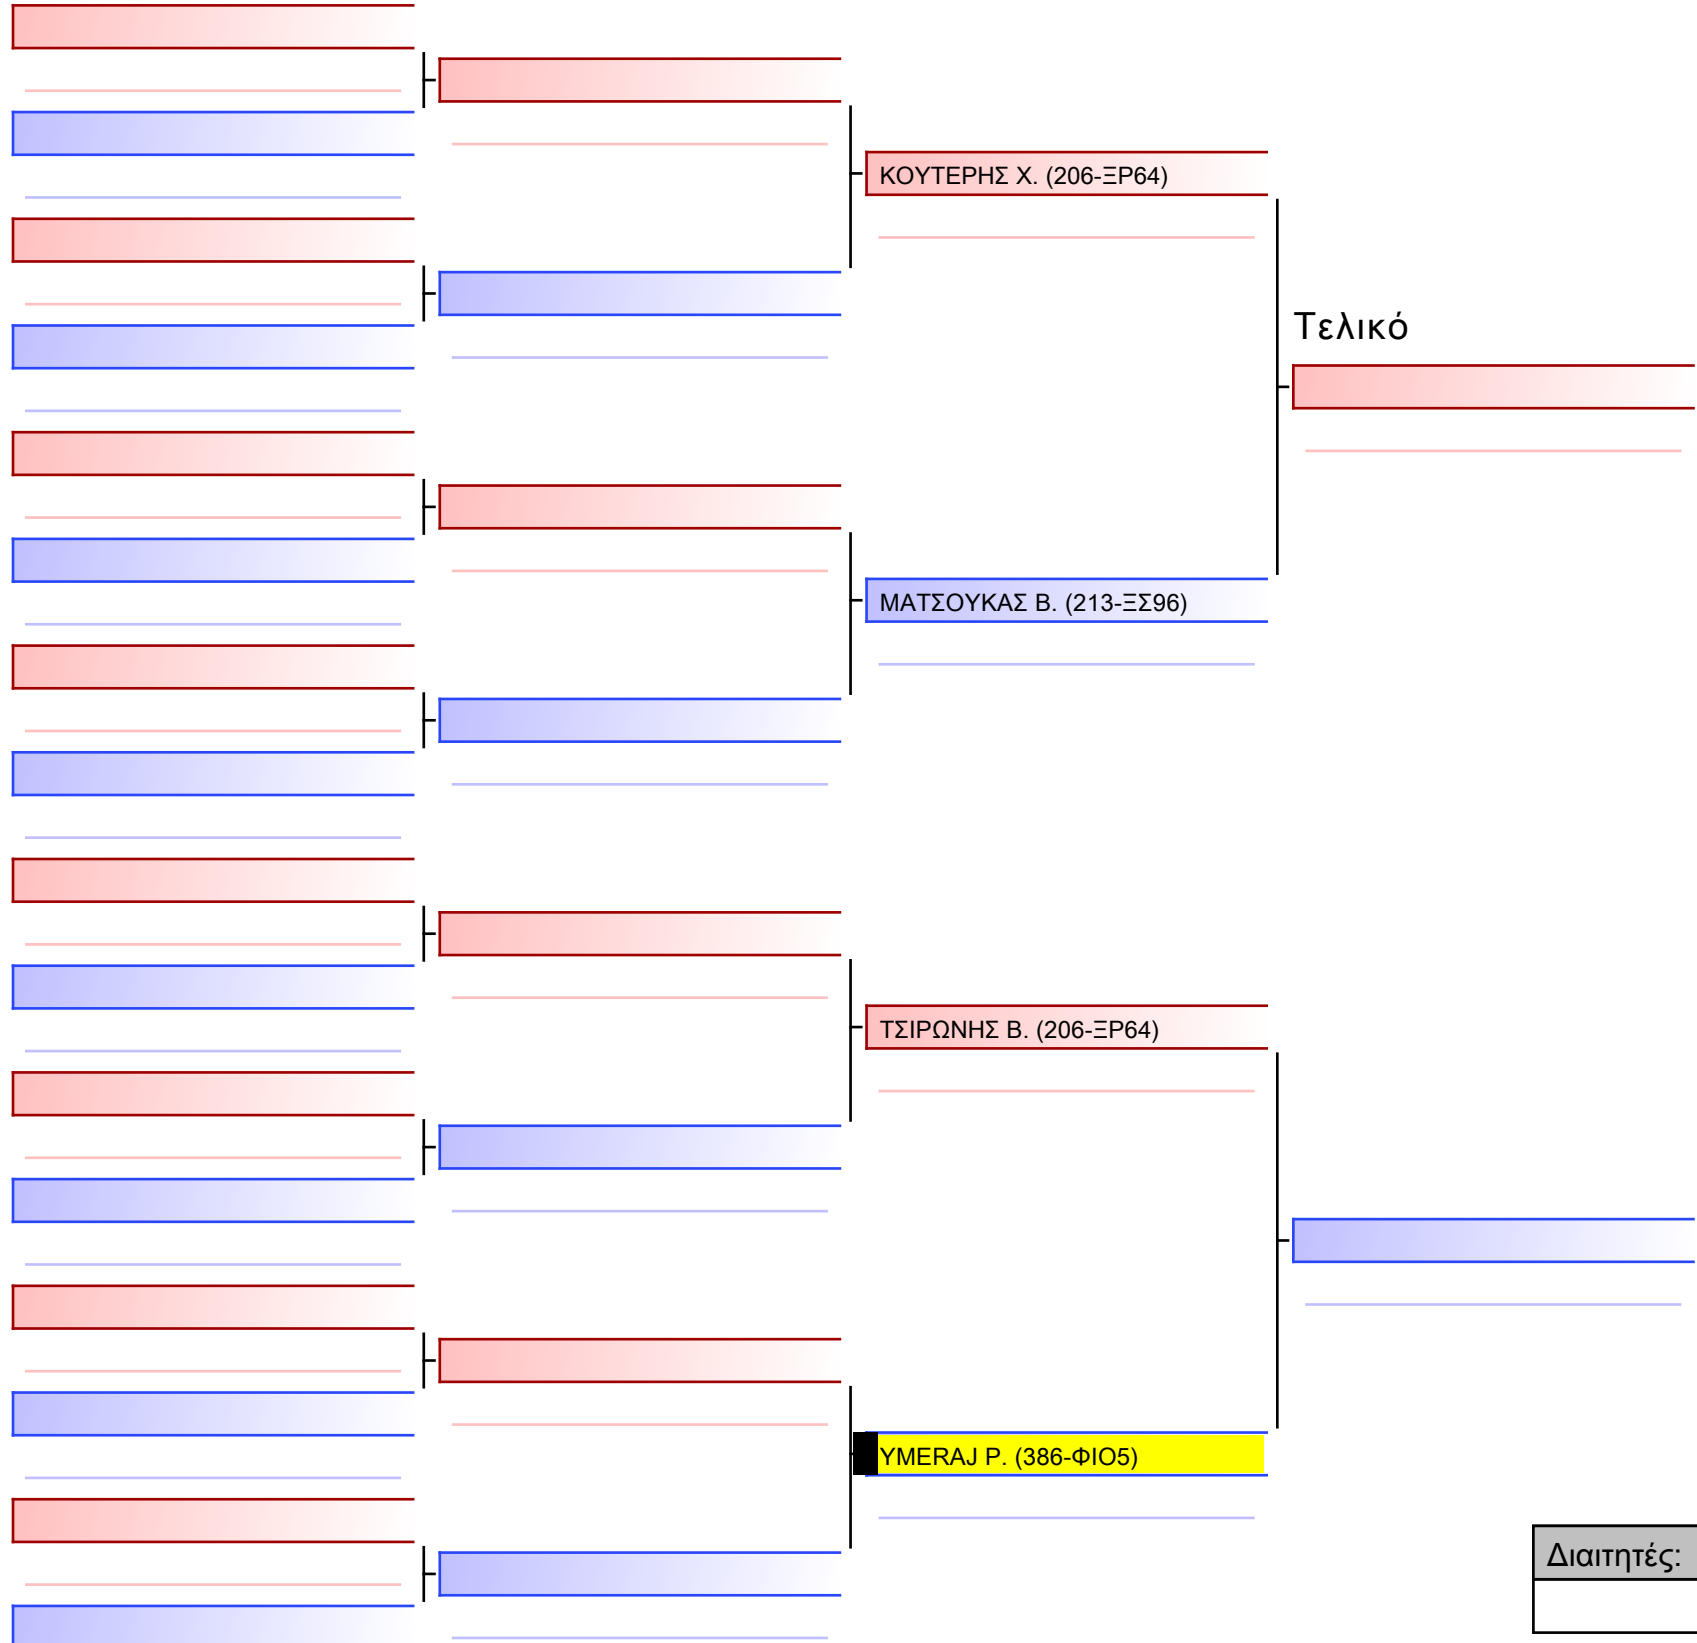 ΚΟΥΤΕΡΗΣ Χ. (206-ΞΡ64)
Τελικό
ΜΑΤΣΟΥΚΑΣ Β. (213-ΞΣ96)
ΤΣΙΡΩΝΗΣ Β. (206-ΞΡ64)
YMERAJ P. (386-ΦΙΟ5)
Διαιτητές: